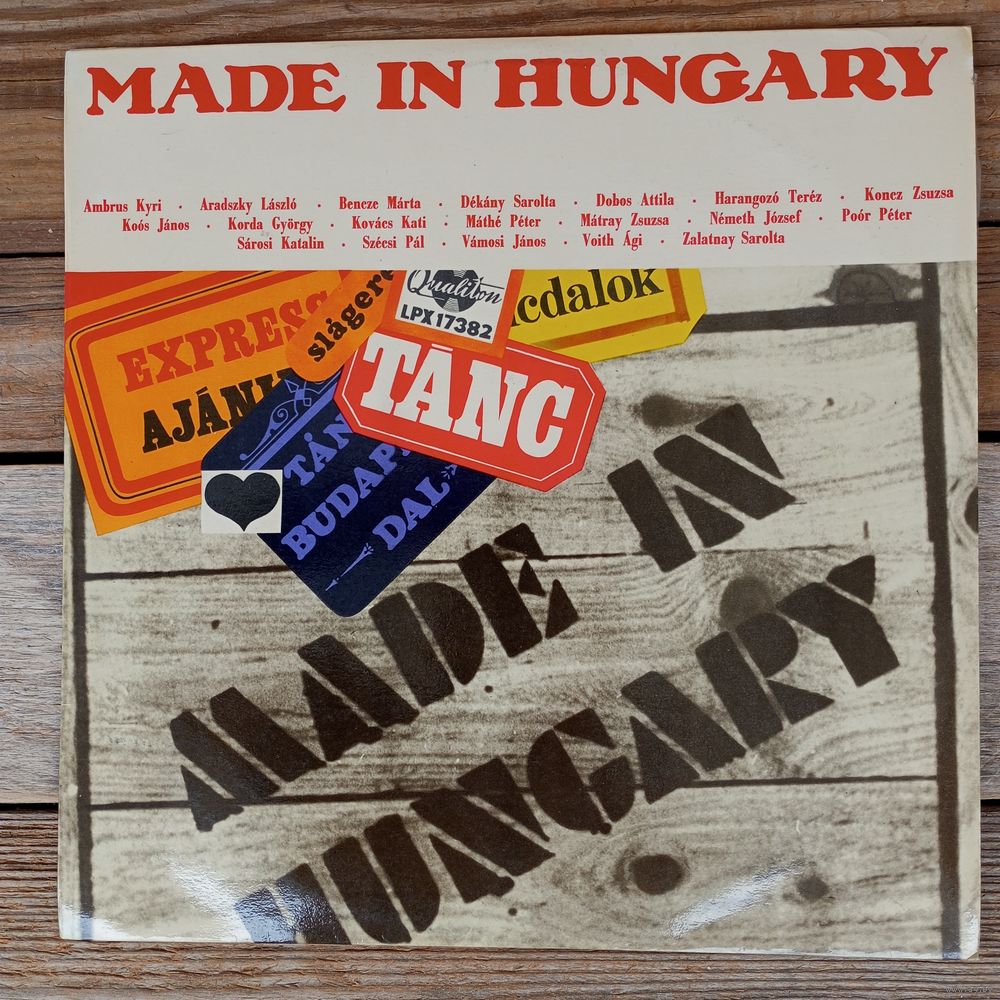 MADE IN HUNGARY
Ambrus Kyri · Aradszky László · Bencze Márta · Dékány Sarolta · Dobos Attila · Harangozó Teréz · Koncz Zsuzsa
Koós János · Korda György · Kovács Kati · Máthé Péter · Mátray Zsuzsa · Németh József · Poór Péter
Sárosi Katalin · Szécsi Pál · Vámosi János · Voith Ági · Zalatnay Sarolta
EXPRESS
AJÁN
slágere
Qualiton
LPX 17382
cdalok
TÁNC
TÁN
BUDAP
DAL
MADE IN
HUNGARY